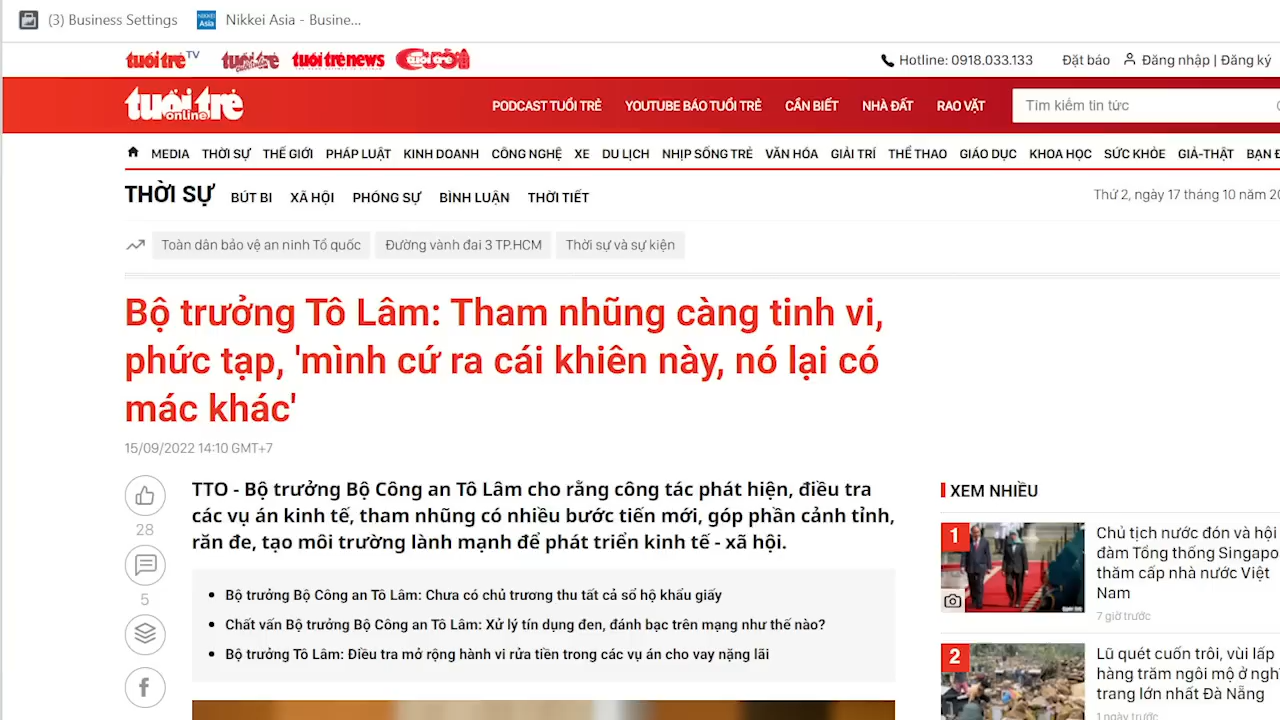 (3) Business Settings
Nikkei Asia - Busine...
tuổi trẻ TV
tuổi trẻ
tuổi trẻ news
tuổi trẻ cười
Hotline: 0918.033.133
Đặt báo
Đăng nhập | Đăng ký
tuổi trẻ online
PODCAST TUỔI TRẺ
YOUTUBE BÁO TUỔI TRẺ
CẦN BIẾT
NHÀ ĐẤT
RAO VẶT
Tìm kiếm tin tức
MEDIA THỜI SỰ THẾ GIỚI PHÁP LUẬT KINH DOANH CÔNG NGHỆ XE DU LỊCH NHỊP SỐNG TRẺ VĂN HÓA GIẢI TRÍ THỂ THAO GIÁO DỤC KHOA HỌC SỨC KHỎE GIẢ-THẬT BẠN
THỜI SỰ BÚT BI XÃ HỘI PHÓNG SỰ BÌNH LUẬN THỜI TIẾT
Thứ 2, ngày 17 tháng 10 năm
Toàn dân bảo vệ an ninh Tổ quốc
Đường vành đai 3 TP.HCM
Thời sự và sự kiện
Bộ trưởng Tô Lâm: Tham nhũng càng tinh vi,
phức tạp, 'mình cứ ra cái khiên này, nó lại có
mác khác'
15/09/2022 14:10 GMT+7
28
5
TTO - Bộ trưởng Bộ Công an Tô Lâm cho rằng công tác phát hiện, điều tra
các vụ án kinh tế, tham nhũng có nhiều bước tiến mới, góp phần cảnh tỉnh,
răn đe, tạo môi trường lành mạnh để phát triển kinh tế - xã hội.
Bộ trưởng Bộ Công an Tô Lâm: Chưa có chủ trương thu tất cả sổ hộ khẩu giấy
Chất vấn Bộ trưởng Bộ Công an Tô Lâm: Xử lý tín dụng đen, đánh bạc trên mạng như thế nào?
Bộ trưởng Tô Lâm: Điều tra mở rộng hành vi rửa tiền trong các vụ án cho vay nặng lãi
XEM NHIỀU
1
Chủ tịch nước đón và hội
đàm Tổng thống Singapo
thăm cấp nhà nước Việt
Nam
7 giờ trước
2
Lũ quét cuốn trôi, vùi lấp
hàng trăm ngôi mộ ở ngh
trang lớn nhất Đà Nẵng
1 ngày trước